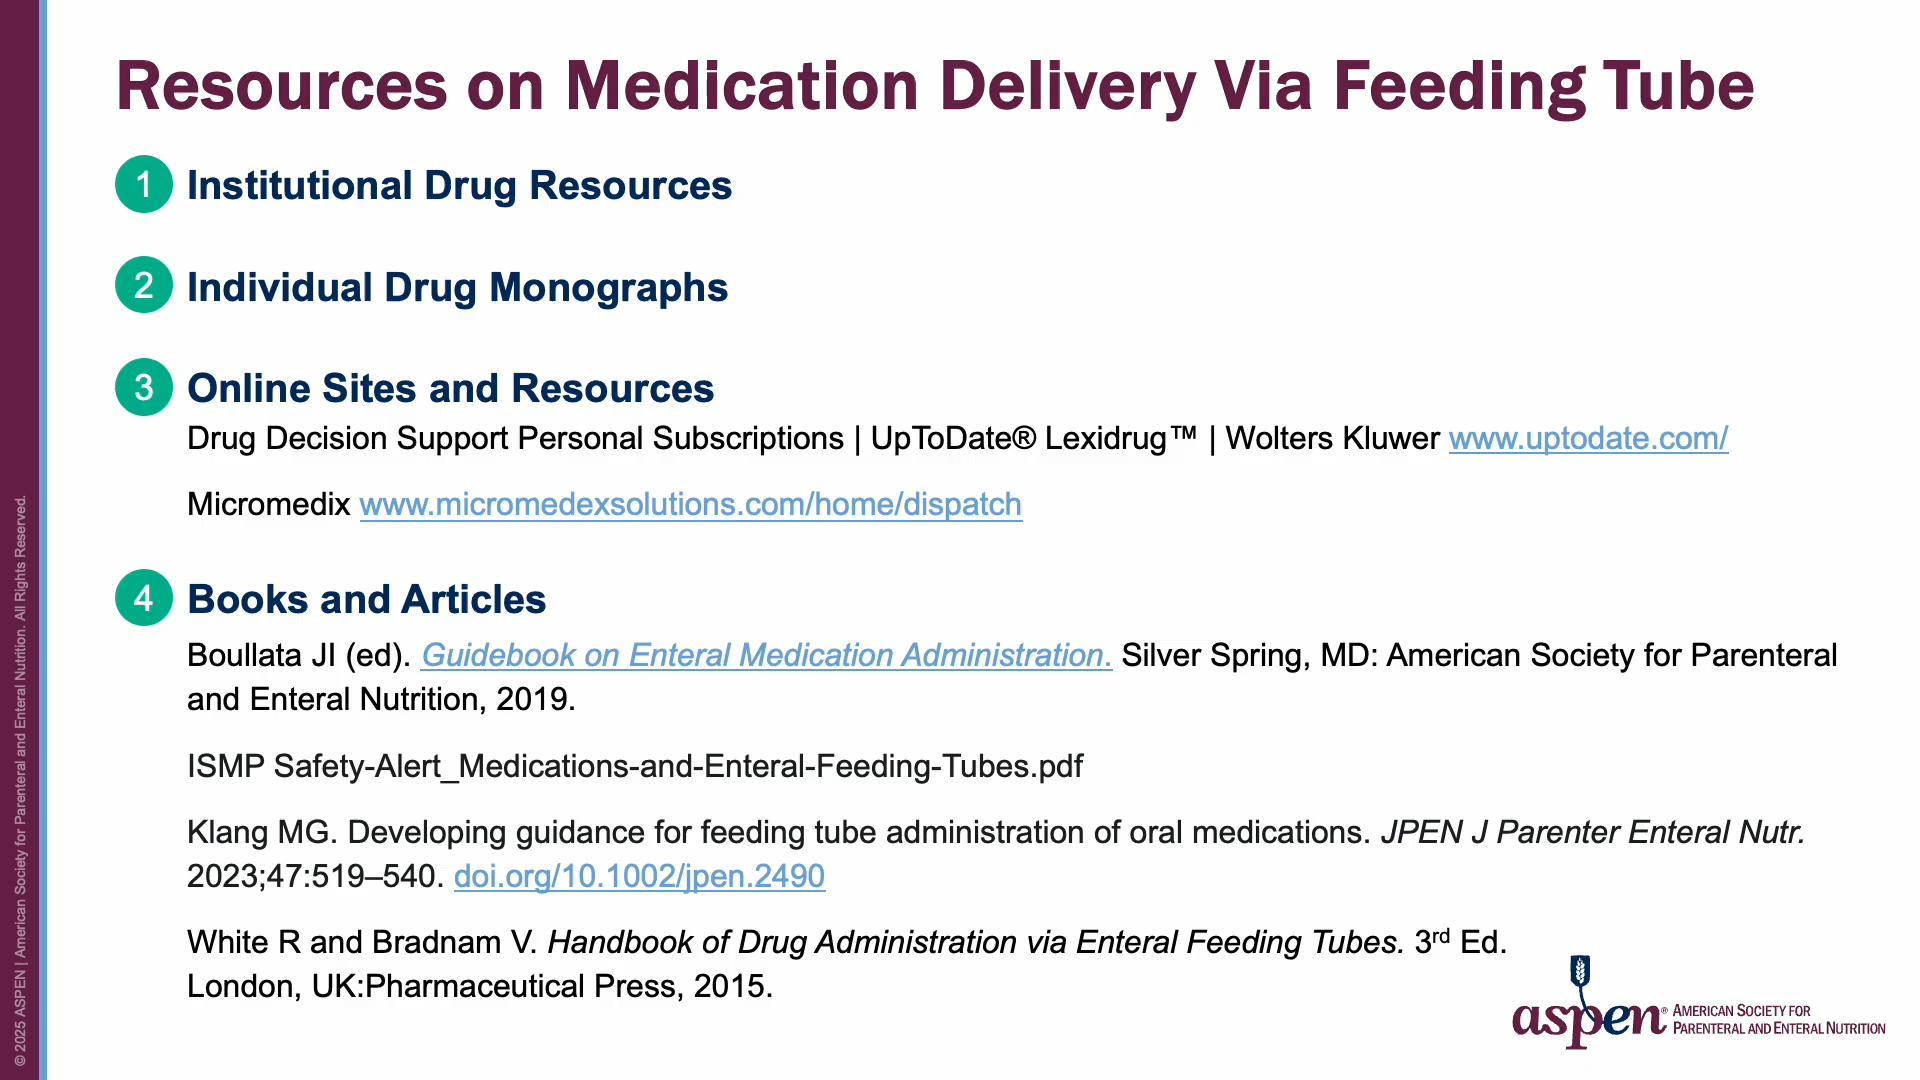 Resources on Medication Delivery Via Feeding Tube
1 Institutional Drug Resources
2 Individual Drug Monographs
3 Online Sites and Resources
Drug Decision Support Personal Subscriptions | UpToDate® Lexidrug™ | Wolters Kluwer www.uptodate.com/
Micromedix www.micromedexsolutions.com/home/dispatch
4 Books and Articles
Boullata JI (ed). Guidebook on Enteral Medication Administration. Silver Spring, MD: American Society for Parenteral
and Enteral Nutrition, 2019.
ISMP Safety-Alert_Medications-and-Enteral-Feeding-Tubes.pdf
Klang MG. Developing guidance for feeding tube administration of oral medications. JPEN J Parenter Enteral Nutr.
2023;47:519–540. doi.org/10.1002/jpen.2490
White R and Bradnam V. Handbook of Drug Administration via Enteral Feeding Tubes. 3rd Ed.
London, UK:Pharmaceutical Press, 2015.
aspen® American Society for
Parenteral and Enteral Nutrition
© 2025 ASPEN | American Society for Parenteral and Enteral Nutrition. All Rights Reserved.